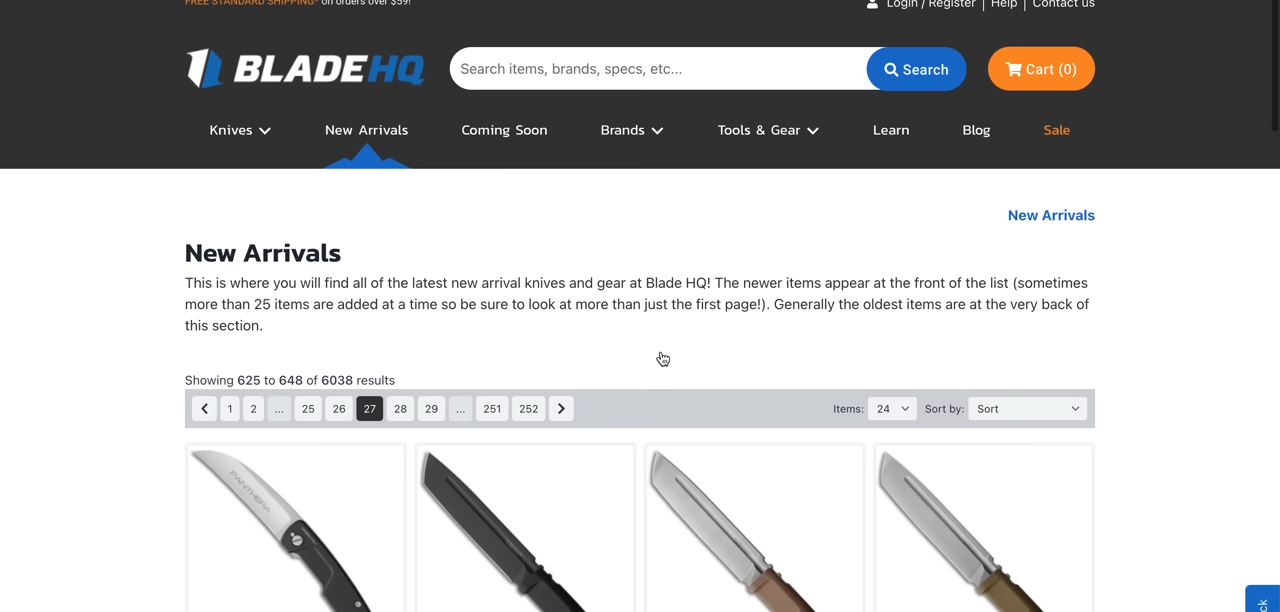 FREE STANDARD SHIPPING* on orders over $59!
Login / Register | Help | Contact us
BLADEHQ
Search items, brands, specs, etc...
Search
Cart (0)
Knives
New Arrivals
Coming Soon
Brands
Tools & Gear
Learn
Blog
Sale
New Arrivals
New Arrivals
This is where you will find all of the latest new arrival knives and gear at Blade HQ! The newer items appear at the front of the list (sometimes
more than 25 items are added at a time so be sure to look at more than just the first page!). Generally the oldest items are at the very back of
this section.
Showing 625 to 648 of 6038 results
1 2 ... 25 26 27 28 29 ... 251 252
Items: 24
Sort by: Sort
PANTHERA